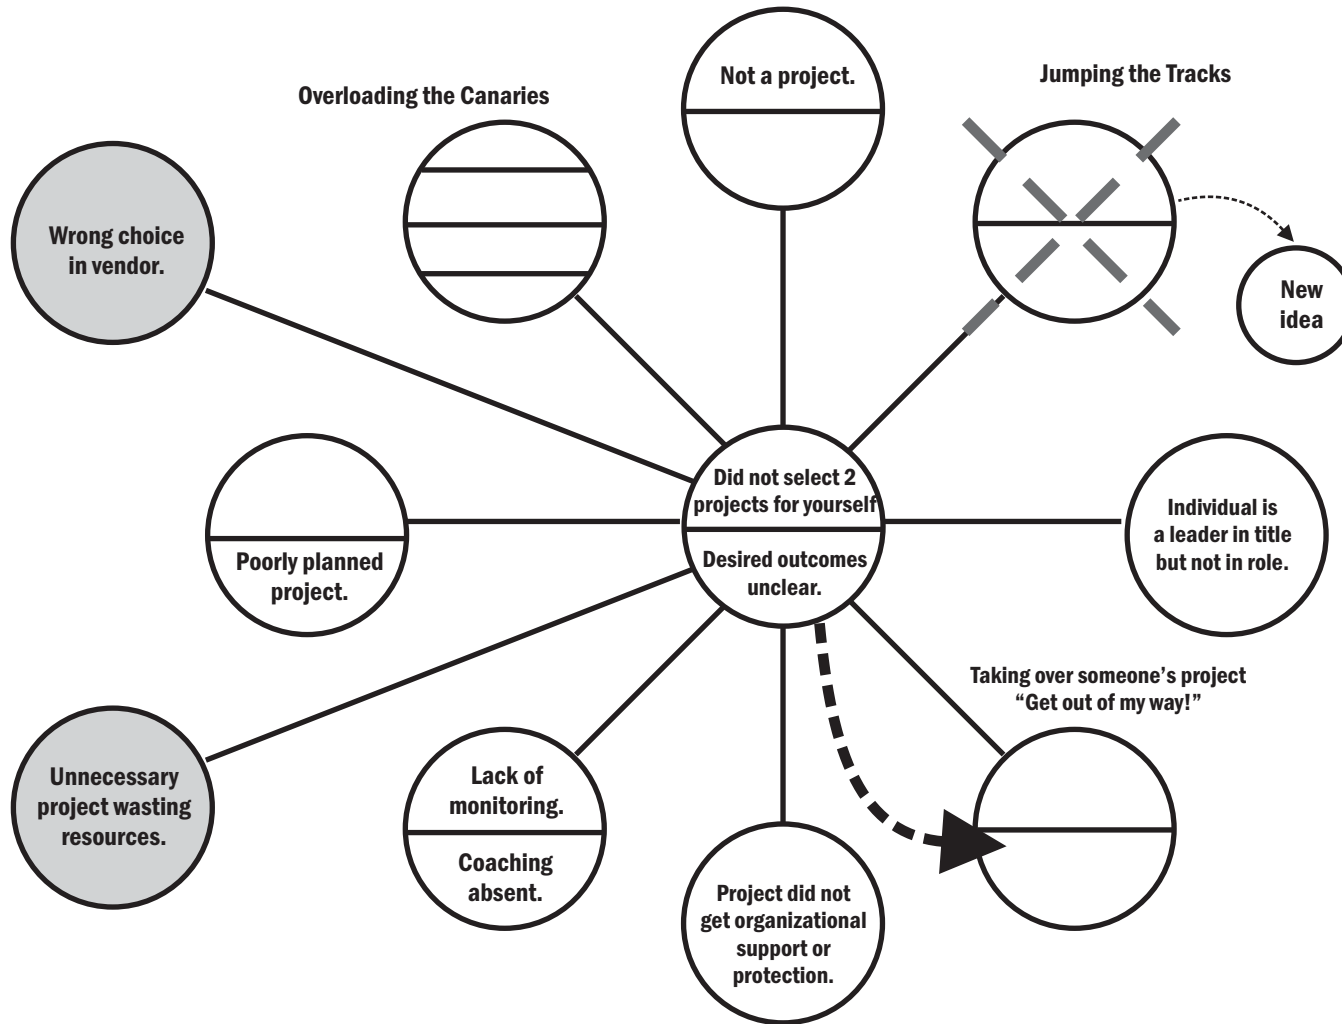 Not a project.
Jumping the Tracks
Overloading the Canaries
Wrong choice
in vendor.
New
idea
Did not select 2
projects for yourself
Desired outcomes
unclear.
Individual is
a leader in title
but not in role.
Poorly planned
project.
Taking over someone’s project
“Get out of my way!”
Unnecessary
project wasting
resources.
Lack of
monitoring.
Coaching
absent.
Project did not
get organizational
support or
protection.